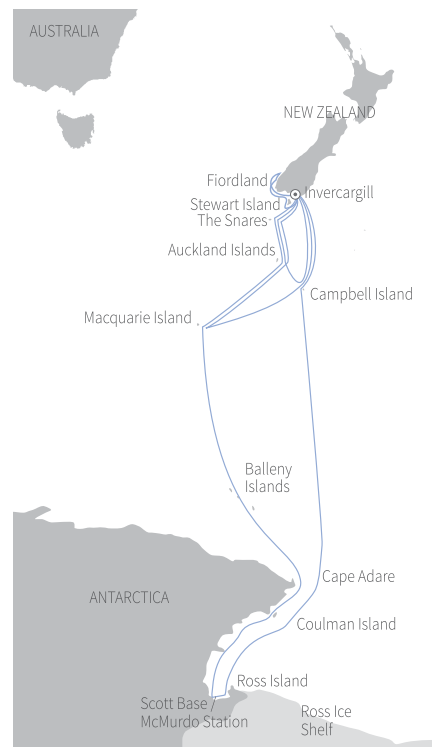 AUSTRALIA
NEW ZEALAND
Fiordland
Invercargill
Stewart Island
The Snares
Auckland Islands
Campbell Island
Macquarie Island
Balleny
Islands
Cape Adare
ANTARCTICA
Coulman Island
Ross Island
Scott Base
McMurdo Station
Ross Ice
Shelf